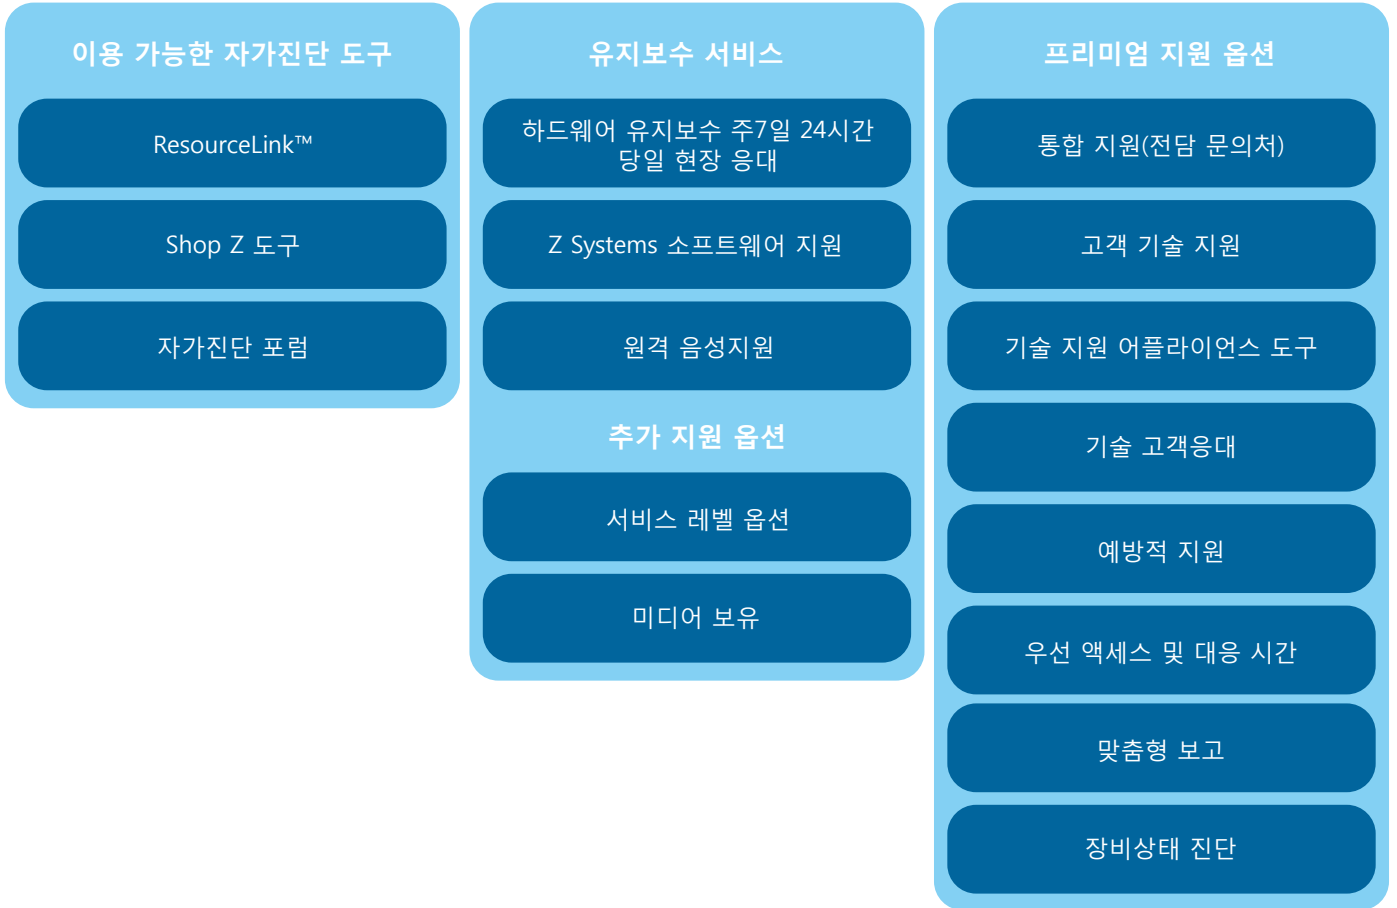 이용 가능한 자가진단 도구
ResourceLink™
Shop Z 도구
자가진단 포럼
유지보수 서비스
하드웨어 유지보수 주7일 24시간
당일 현장 응대
Z Systems 소프트웨어 지원
원격 음성지원
추가 지원 옵션
서비스 레벨 옵션
미디어 보유
프리미엄 지원 옵션
통합 지원(전담 문의처)
고객 기술 지원
기술 지원 어플라이언스 도구
기술 고객응대
예방적 지원
우선 액세스 및 대응 시간
맞춤형 보고
장비상태 진단